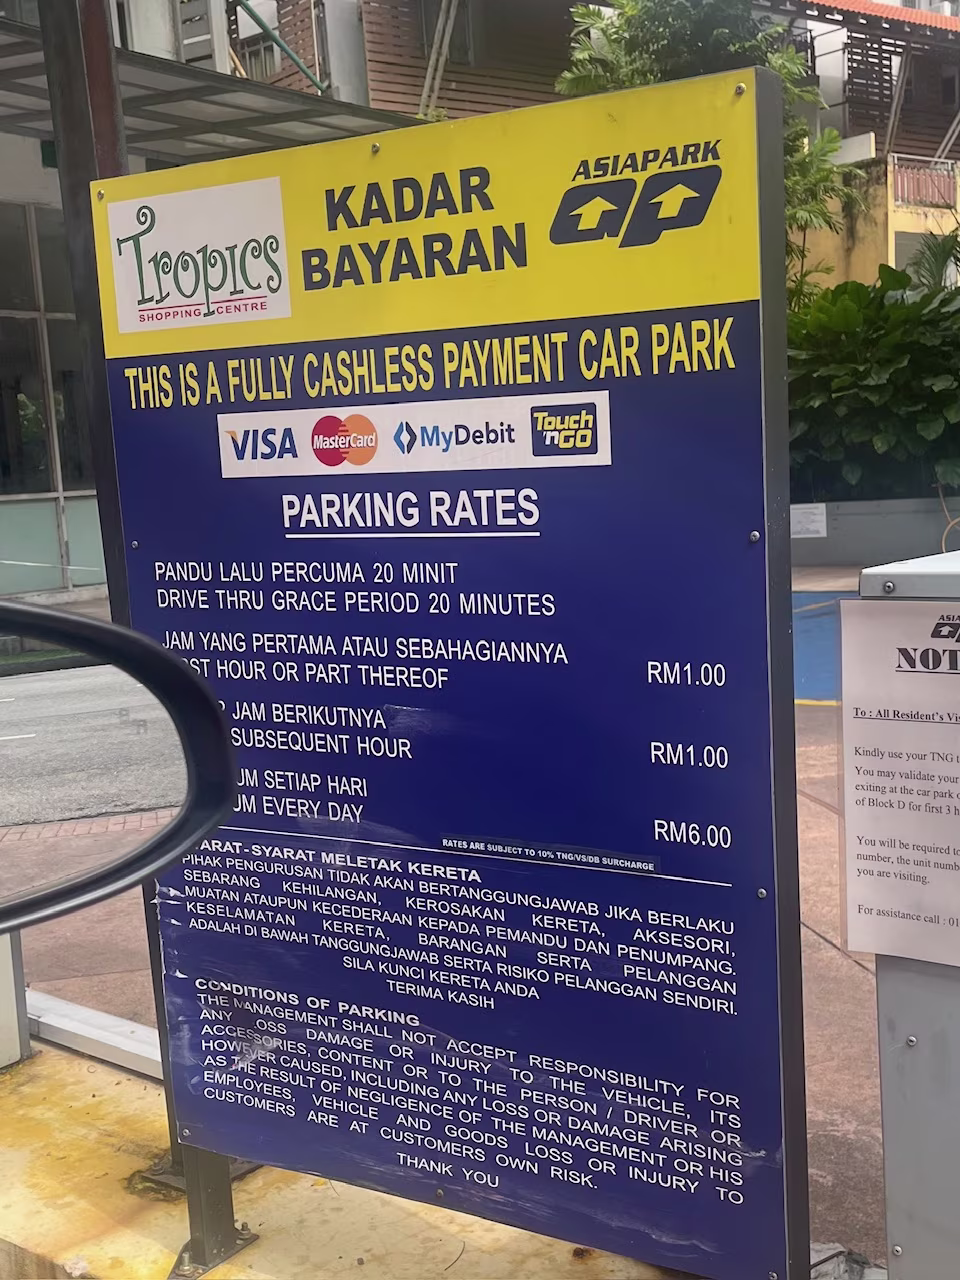 Tropics
SHOPPING CENTRE
KADAR
BAYARAN
ASIAPARK
ap
THIS IS A FULLY CASHLESS PAYMENT CAR PARK
VISA MasterCard MyDebit Touch 'n GO
PARKING RATES
PANDU LALU PERCUMA 20 MINIT
DRIVE THRU GRACE PERIOD 20 MINUTES
JAM YANG PERTAMA ATAU SEBAHAGIANNYA
HOUR OR PART THEREOF RM1.00
JAM BERIKUTNYA
SUBSEQUENT HOUR RM1.00
SETIAP HARI
EVERY DAY RM6.00
RATES ARE SUBJECT TO 10% TNG/VS/DB SURCHARGE
MELETAK KERETA
PIHAK PENGURUSAN TIDAK AKAN BERTANGGUNGJAWAB JIKA BERLAKU
SEBARANG KEHILANGAN, KEROSAKAN KERETA, AKSESORI,
MUATAN ATAUPUN KECEDERAAN KEPADA PEMANDU DAN PENUMPANG.
KESELAMATAN KERETA, BARANGAN SERTA PELANGGAN
ADALAH DI BAWAH TANGGUNGJAWAB SERTA RISIKO PELANGGAN SENDIRI.
SILA KUNCI KERETA ANDA
TERIMA KASIH
CONDITIONS OF PARKING
THE MANAGEMENT SHALL NOT ACCEPT RESPONSIBILITY FOR
ANY LOSS DAMAGE OR INJURY TO THE VEHICLE, ITS
ACCESSORIES, CONTENT OR TO THE PERSON / DRIVER OR
HOWEVER CAUSED, INCLUDING ANY LOSS OR DAMAGE ARISING
AS THE RESULT OF NEGLIGENCE OF THE MANAGEMENT OR HIS
EMPLOYEES, VEHICLE AND GOODS LOSS OR INJURY TO
CUSTOMERS ARE AT CUSTOMERS OWN RISK.
THANK YOU
To : All Resident's
Kindly use your TNG
You may validate your
exiting at the car park
of Block D for first 3
You will be required
number, the unit
you are visiting.
For assistance call :